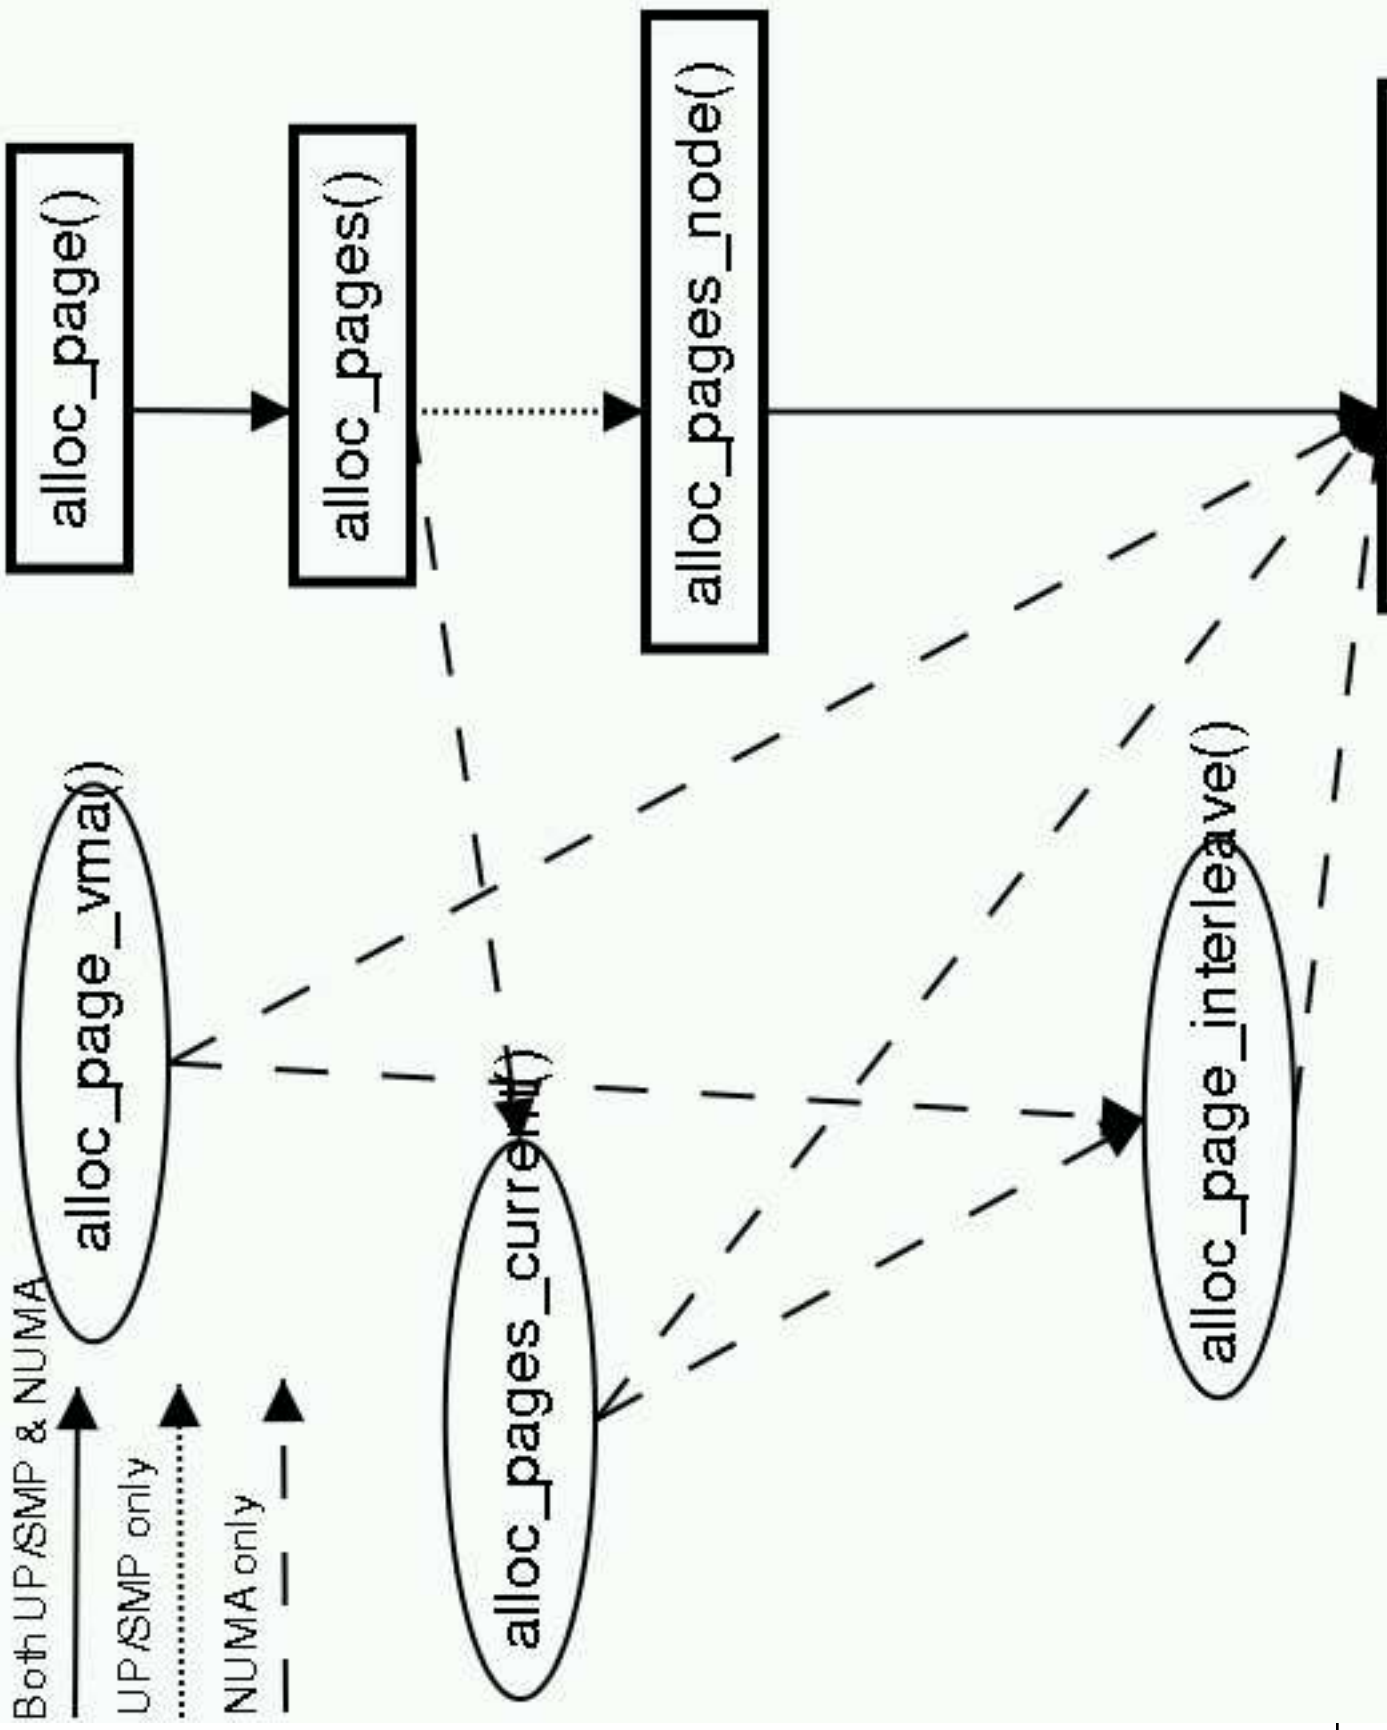 Both UP/SMP & NUMA
UP/SMP only
NUMA only
alloc_page_vma()
alloc_page()
alloc_pages()
alloc_pages_current()
alloc_pages_node()
alloc_page_interleave()